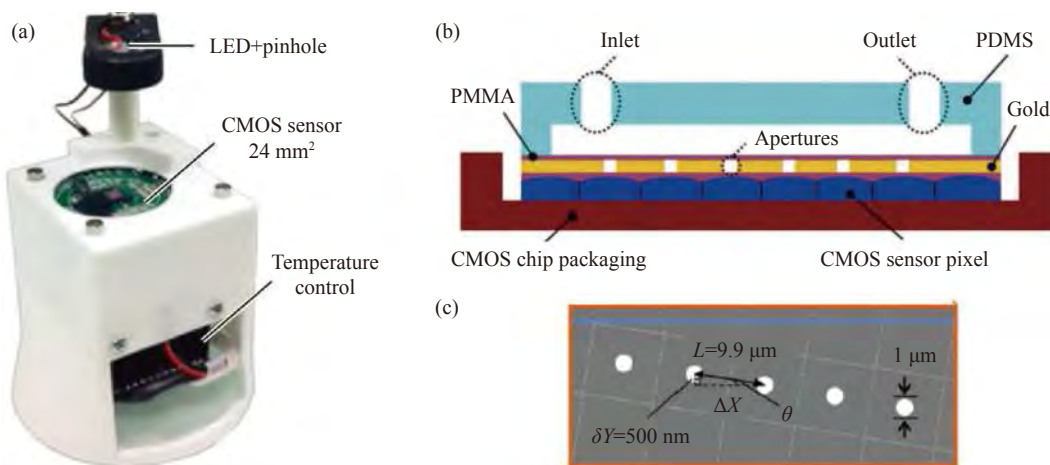 (a)
LED+pinhole
CMOS sensor
24 mm²
Temperature
control
(b)
Inlet
Outlet
PDMS
PMMA
Gold
Apertures
CMOS chip packaging
CMOS sensor pixel
(c)
L=9.9 μm
1 μm
ΔX
θ
δY=500 nm